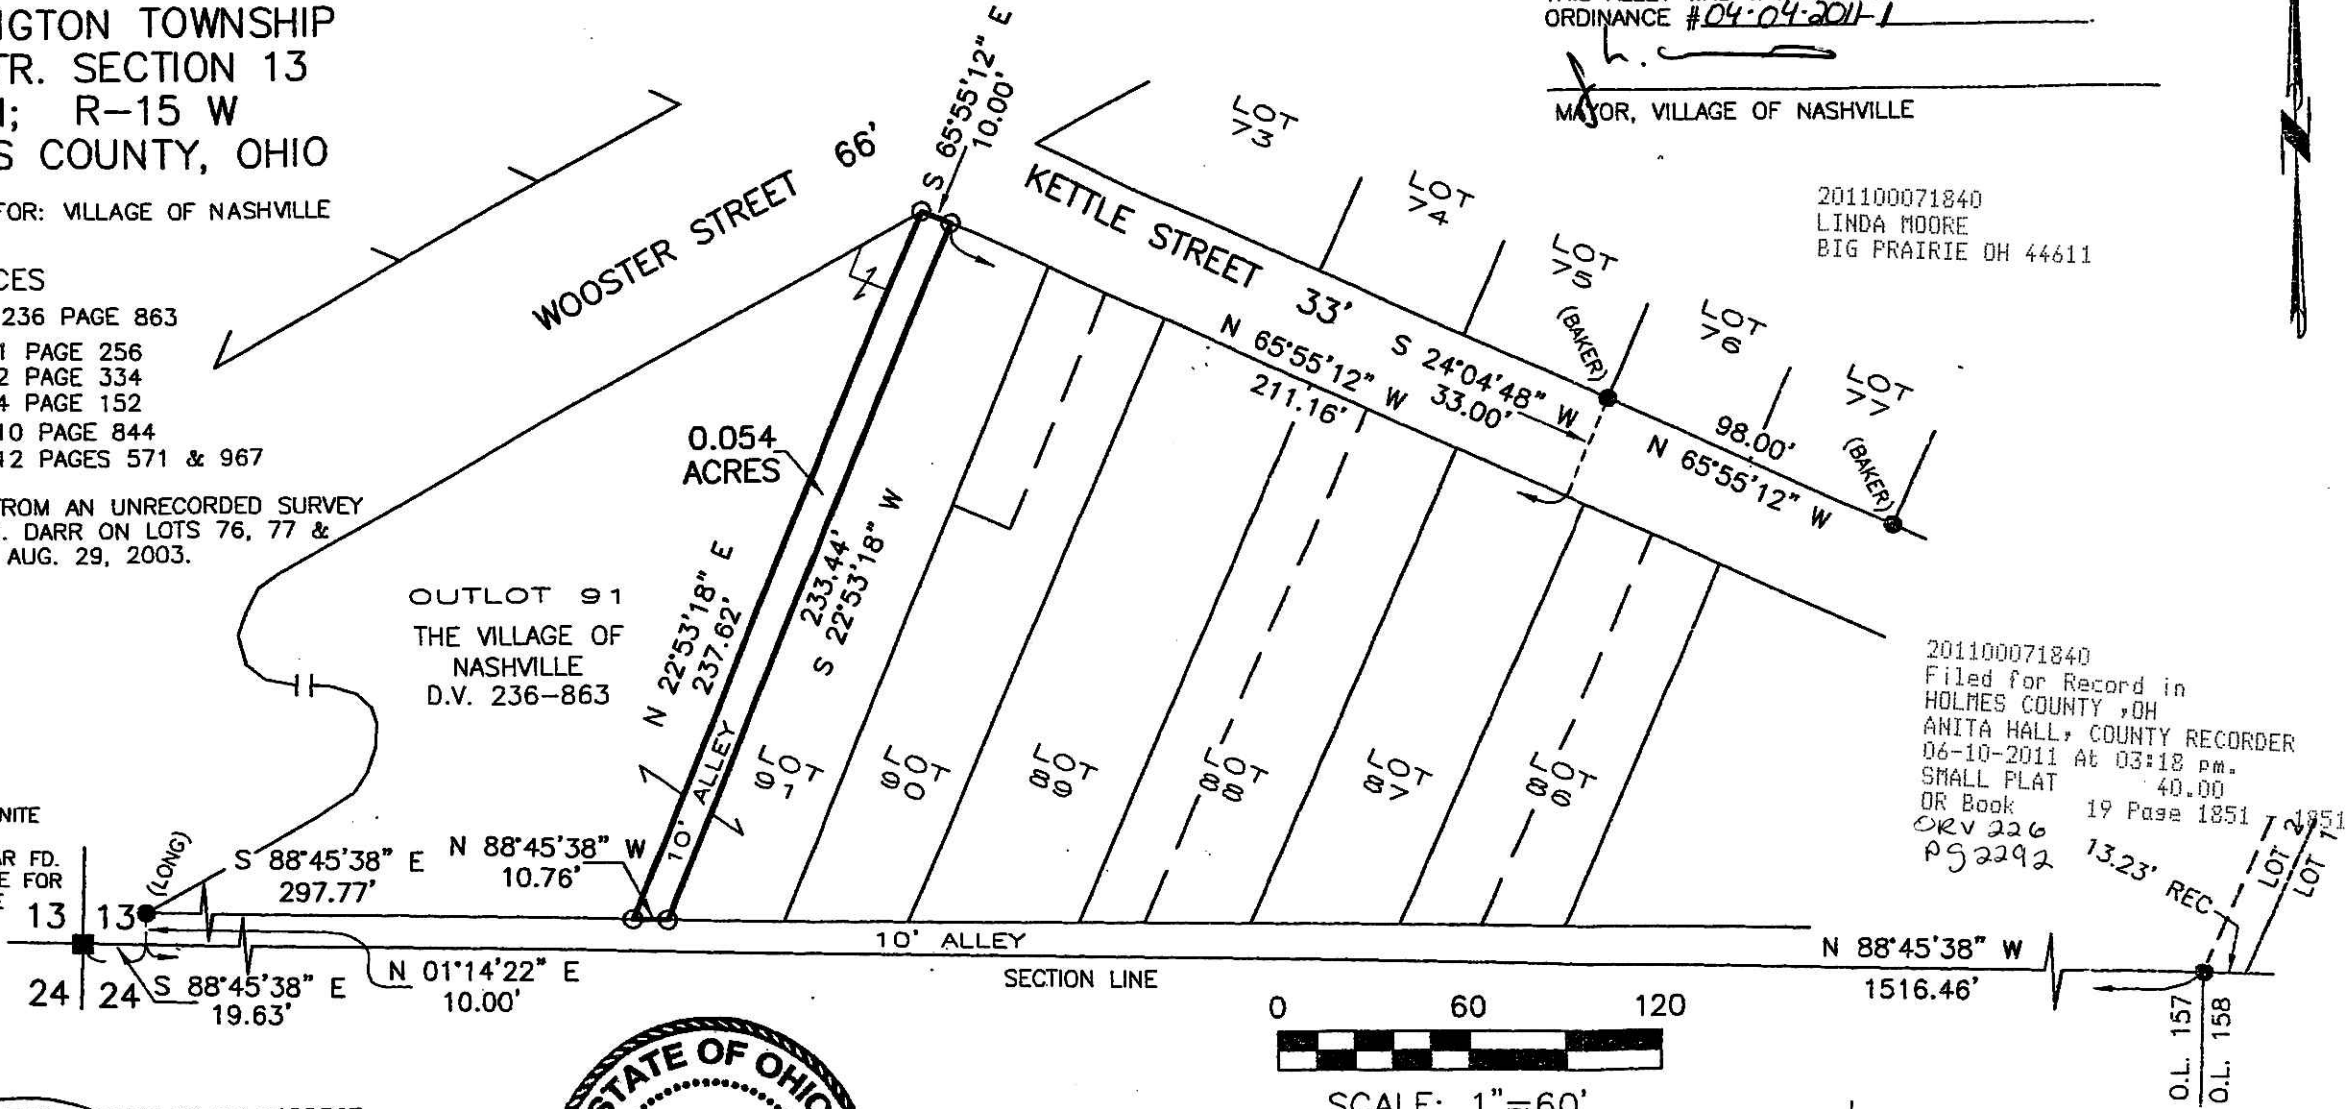 NGTON TOWNSHIP
TR. SECTION 13
; R-15 W
S COUNTY, OHIO
FOR: VILLAGE OF NASHVILLE
CES
236 PAGE 863
1 PAGE 256
2 PAGE 334
4 PAGE 152
10 PAGE 844
12 PAGES 571 & 967
FROM AN UNRECORDED SURVEY
. DARR ON LOTS 76, 77 &
AUG. 29, 2003.
WOOSTER STREET 66'
S 65°55'12" E
10.00'
KETTLE STREET 33'
LOT
73
LOT
74
LOT
75
LOT
76
LOT
77
(BAKER)
(BAKER)
N 65°55'12" W
211.16'
S 24°04'48" W
33.00'
98.00'
N 65°55'12" W
ORDINANCE #04-04-2011-1
MAYOR, VILLAGE OF NASHVILLE
201100071840
LINDA MOORE
BIG PRAIRIE OH 44611
0.054
ACRES
OUTLOT 91
THE VILLAGE OF
NASHVILLE
D.V. 236-863
N 22°53'18" E
237.62'
233.44'
S 22°53'18" W
10' ALLEY
LOT
91
LOT
90
LOT
89
LOT
88
LOT
87
LOT
86
201100071840
Filed for Record in
HOLMES COUNTY ,OH
ANITA HALL, COUNTY RECORDER
06-10-2011 At 03:18 pm.
SMALL PLAT 40.00
OR Book 19 Page 1851 - 1851
ORV 226
pg 2292
13.23' REC
LOT 2
LOT 1
NITE
R FD.
E FOR
13 13
24 24
(LONG)
S 88°45'38" E
297.77'
N 88°45'38" W
10.76'
S 88°45'38" E
19.63'
N 01°14'22" E
10.00'
10' ALLEY
SECTION LINE
N 88°45'38" W
1516.46'
O.L. 157
O.L. 158
0 60 120
SCALE: 1"=60'
STATE OF OHIO